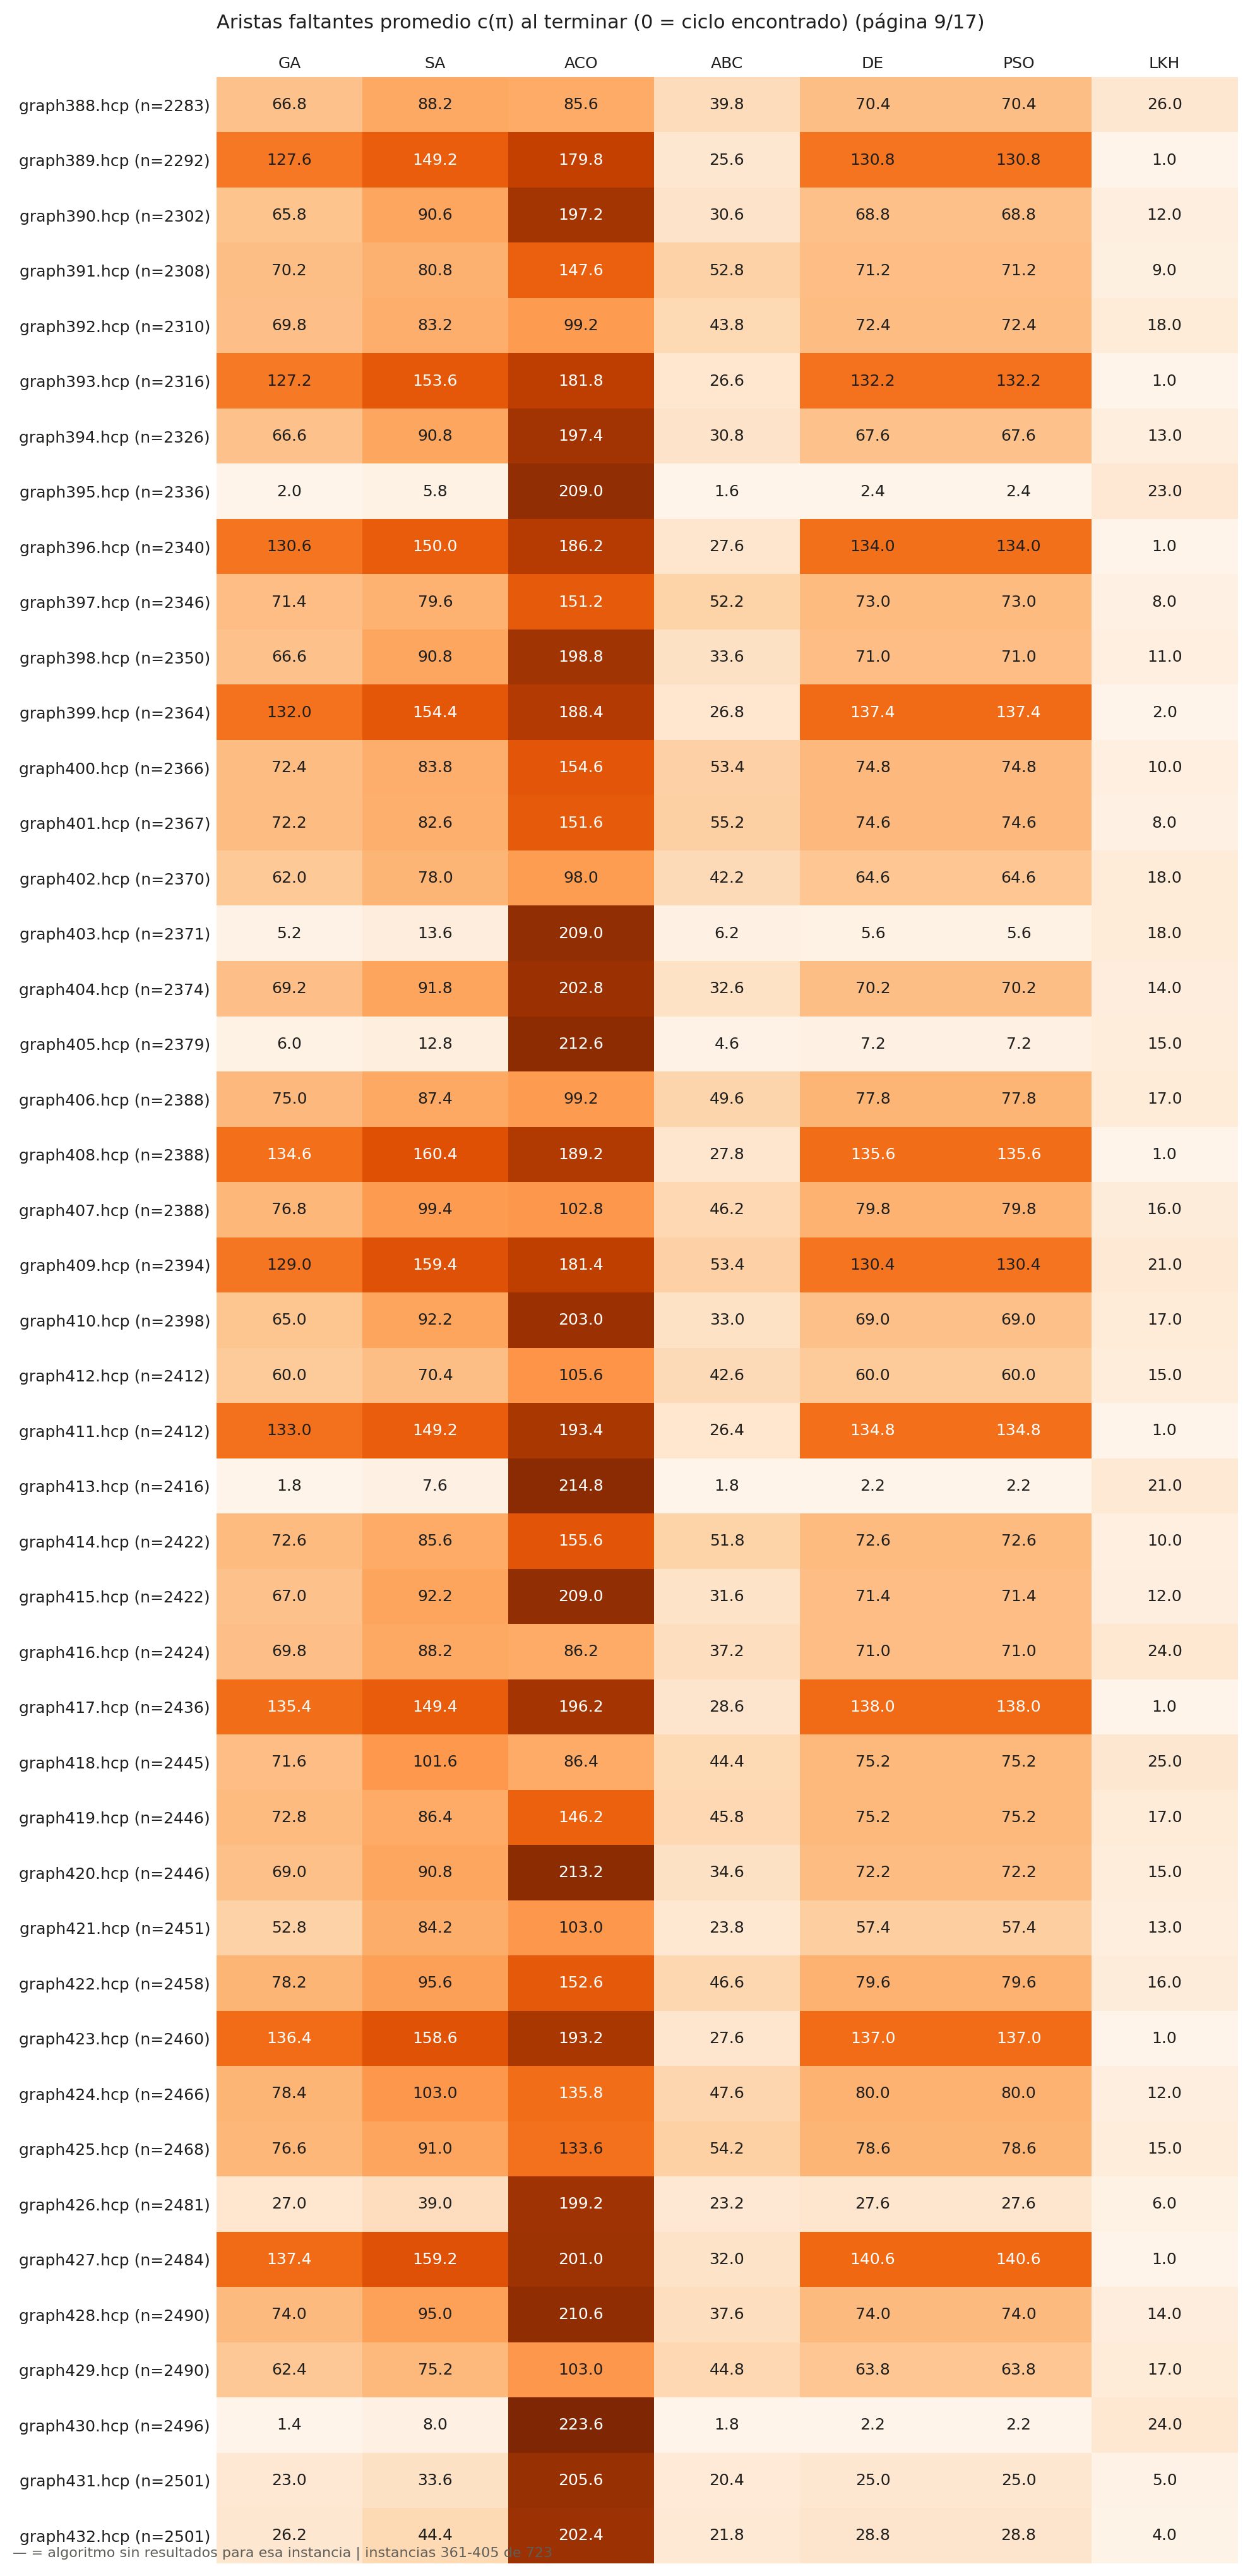 Aristas faltantes promedio c(π) al terminar (0 = ciclo encontrado) (página 9/17)
GA SA ACO ABC DE PSO LKH
graph388.hcp (n=2283) 66.8 88.2 85.6 39.8 70.4 70.4 26.0
graph389.hcp (n=2292) 127.6 149.2 179.8 25.6 130.8 130.8 1.0
graph390.hcp (n=2302) 65.8 90.6 197.2 30.6 68.8 68.8 12.0
graph391.hcp (n=2308) 70.2 80.8 147.6 52.8 71.2 71.2 9.0
graph392.hcp (n=2310) 69.8 83.2 99.2 43.8 72.4 72.4 18.0
graph393.hcp (n=2316) 127.2 153.6 181.8 26.6 132.2 132.2 1.0
graph394.hcp (n=2326) 66.6 90.8 197.4 30.8 67.6 67.6 13.0
graph395.hcp (n=2336) 2.0 5.8 209.0 1.6 2.4 2.4 23.0
graph396.hcp (n=2340) 130.6 150.0 186.2 27.6 134.0 134.0 1.0
graph397.hcp (n=2346) 71.4 79.6 151.2 52.2 73.0 73.0 8.0
graph398.hcp (n=2350) 66.6 90.8 198.8 33.6 71.0 71.0 11.0
graph399.hcp (n=2364) 132.0 154.4 188.4 26.8 137.4 137.4 2.0
graph400.hcp (n=2366) 72.4 83.8 154.6 53.4 74.8 74.8 10.0
graph401.hcp (n=2367) 72.2 82.6 151.6 55.2 74.6 74.6 8.0
graph402.hcp (n=2370) 62.0 78.0 98.0 42.2 64.6 64.6 18.0
graph403.hcp (n=2371) 5.2 13.6 209.0 6.2 5.6 5.6 18.0
graph404.hcp (n=2374) 69.2 91.8 202.8 32.6 70.2 70.2 14.0
graph405.hcp (n=2379) 6.0 12.8 212.6 4.6 7.2 7.2 15.0
graph406.hcp (n=2388) 75.0 87.4 99.2 49.6 77.8 77.8 17.0
graph408.hcp (n=2388) 134.6 160.4 189.2 27.8 135.6 135.6 1.0
graph407.hcp (n=2388) 76.8 99.4 102.8 46.2 79.8 79.8 16.0
graph409.hcp (n=2394) 129.0 159.4 181.4 53.4 130.4 130.4 21.0
graph410.hcp (n=2398) 65.0 92.2 203.0 33.0 69.0 69.0 17.0
graph412.hcp (n=2412) 60.0 70.4 105.6 42.6 60.0 60.0 15.0
graph411.hcp (n=2412) 133.0 149.2 193.4 26.4 134.8 134.8 1.0
graph413.hcp (n=2416) 1.8 7.6 214.8 1.8 2.2 2.2 21.0
graph414.hcp (n=2422) 72.6 85.6 155.6 51.8 72.6 72.6 10.0
graph415.hcp (n=2422) 67.0 92.2 209.0 31.6 71.4 71.4 12.0
graph416.hcp (n=2424) 69.8 88.2 86.2 37.2 71.0 71.0 24.0
graph417.hcp (n=2436) 135.4 149.4 196.2 28.6 138.0 138.0 1.0
graph418.hcp (n=2445) 71.6 101.6 86.4 44.4 75.2 75.2 25.0
graph419.hcp (n=2446) 72.8 86.4 146.2 45.8 75.2 75.2 17.0
graph420.hcp (n=2446) 69.0 90.8 213.2 34.6 72.2 72.2 15.0
graph421.hcp (n=2451) 52.8 84.2 103.0 23.8 57.4 57.4 13.0
graph422.hcp (n=2458) 78.2 95.6 152.6 46.6 79.6 79.6 16.0
graph423.hcp (n=2460) 136.4 158.6 193.2 27.6 137.0 137.0 1.0
graph424.hcp (n=2466) 78.4 103.0 135.8 47.6 80.0 80.0 12.0
graph425.hcp (n=2468) 76.6 91.0 133.6 54.2 78.6 78.6 15.0
graph426.hcp (n=2481) 27.0 39.0 199.2 23.2 27.6 27.6 6.0
graph427.hcp (n=2484) 137.4 159.2 201.0 32.0 140.6 140.6 1.0
graph428.hcp (n=2490) 74.0 95.0 210.6 37.6 74.0 74.0 14.0
graph429.hcp (n=2490) 62.4 75.2 103.0 44.8 63.8 63.8 17.0
graph430.hcp (n=2496) 1.4 8.0 223.6 1.8 2.2 2.2 24.0
graph431.hcp (n=2501) 23.0 33.6 205.6 20.4 25.0 25.0 5.0
graph432.hcp (n=2501) 26.2 44.4 202.4 21.8 28.8 28.8 4.0
— = algoritmo sin resultados para esa instancia | instancias 361-405 de 723